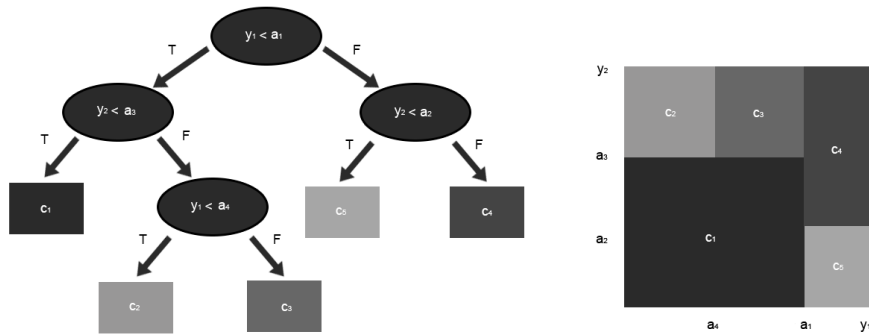 y₁ < a₁
T
F
y₂ < a₃
y₂ < a₂
T
F
T
F
c₁
y₁ < a₄
c₅
c₄
T
F
c₂
c₃
y₂
c₂
c₃
c₄
a₃
a₂
c₁
c₅
a₄
a₁
y₁